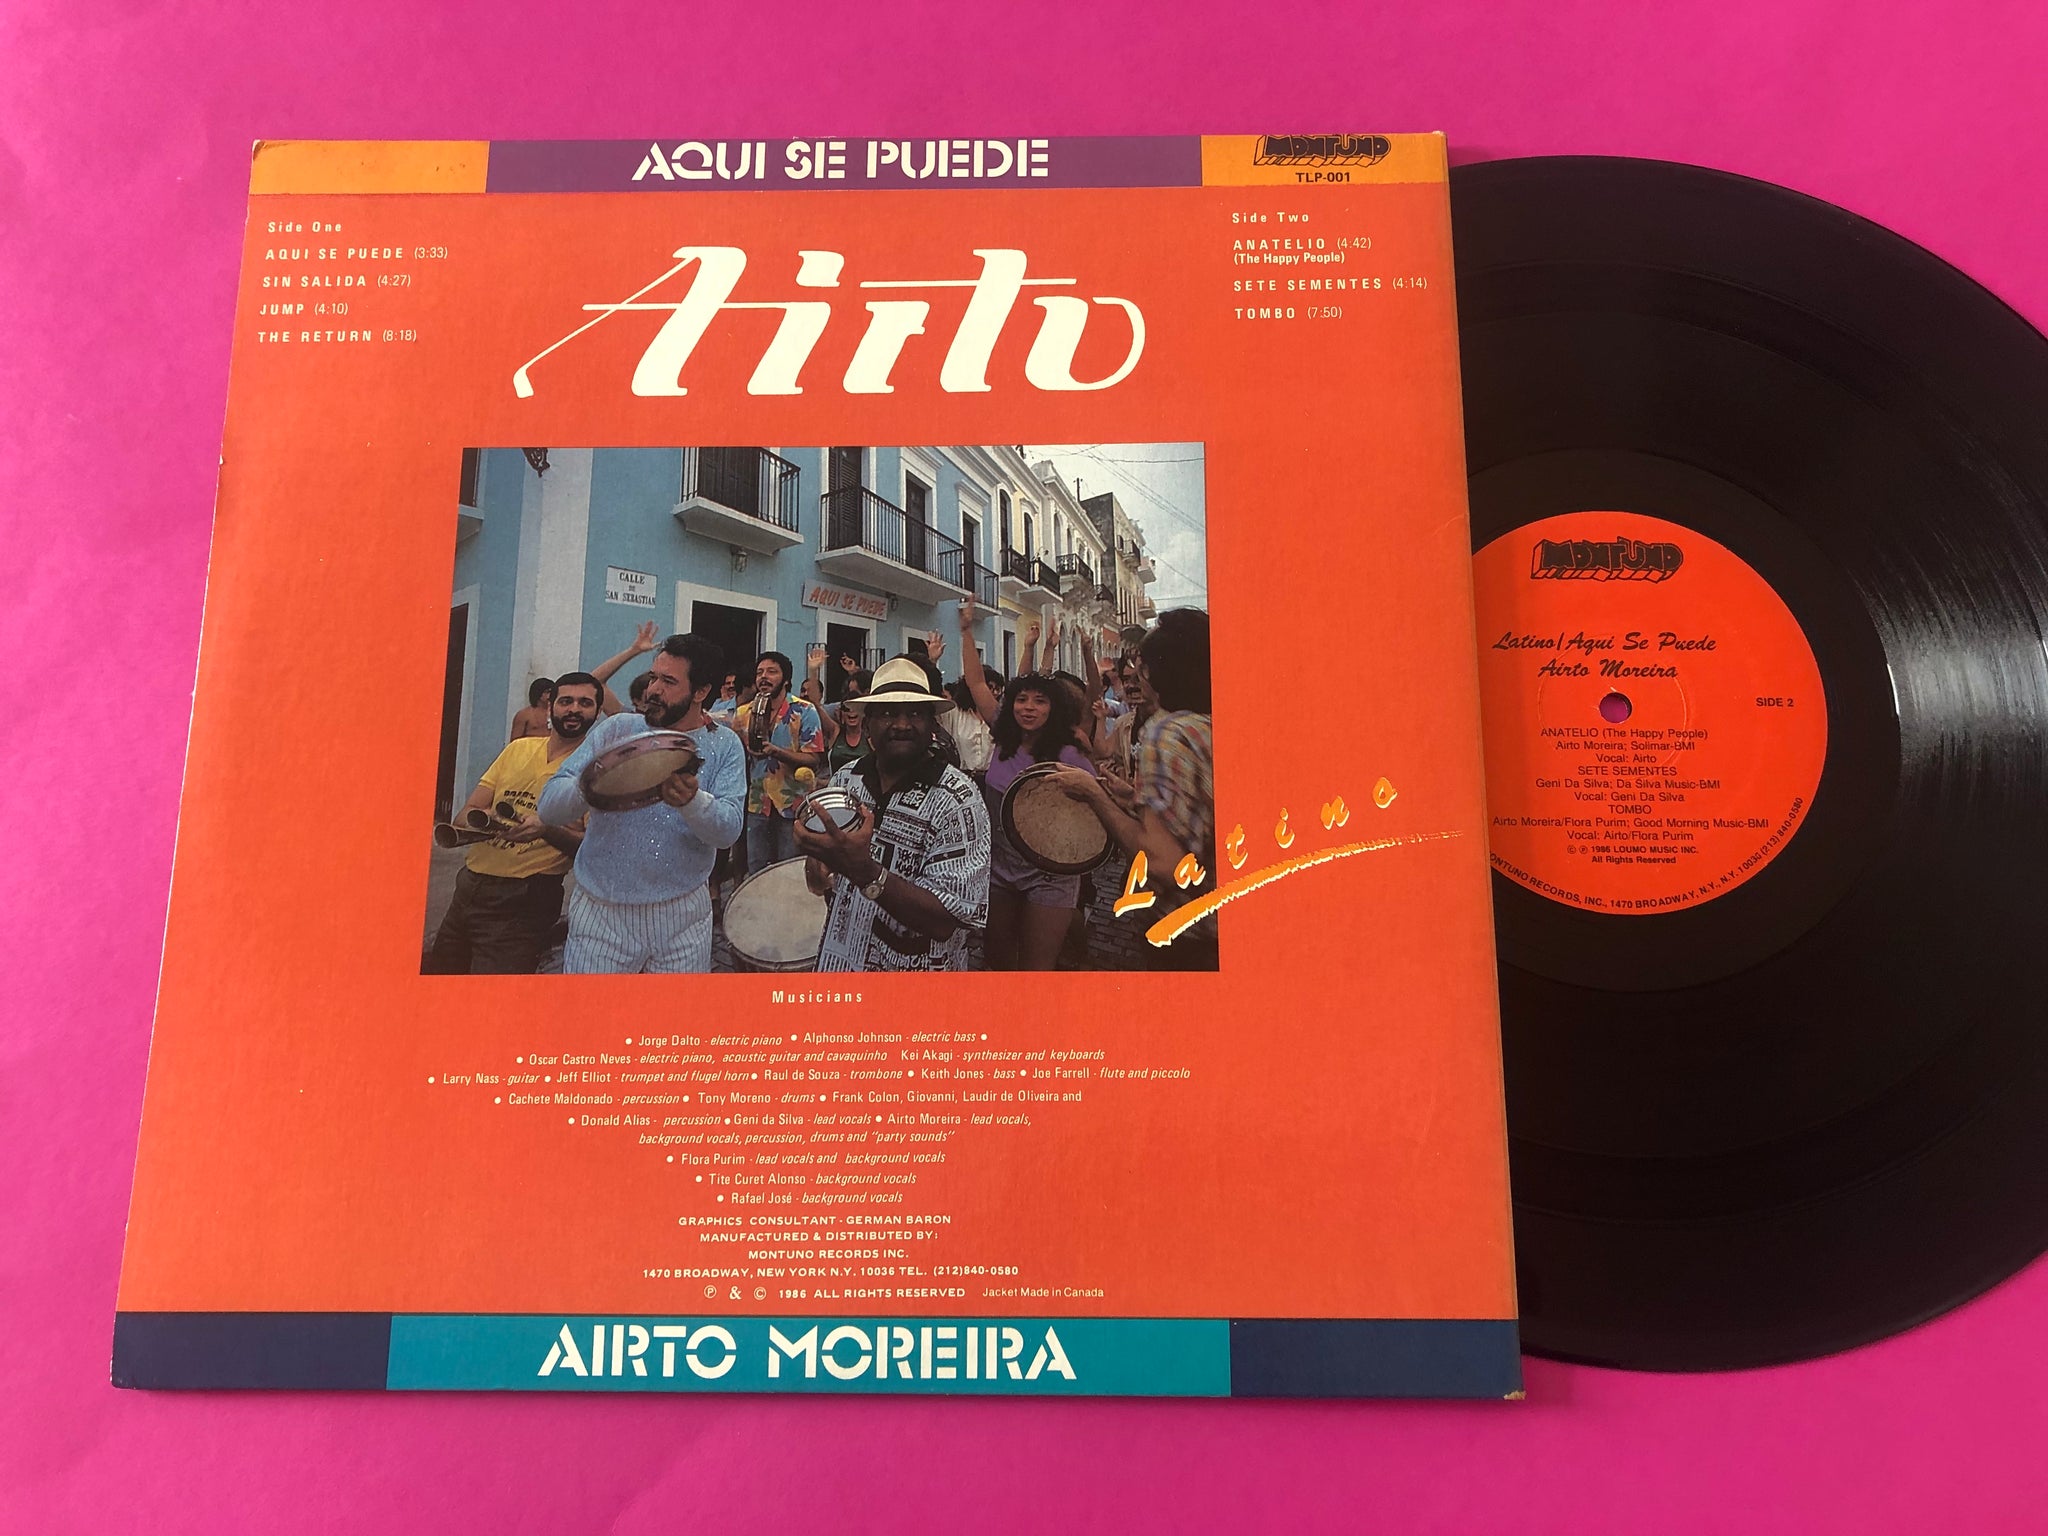 AQUI SE PUEDE
MONTUNO
TLP-001
Side One
AQUI SE PUEDE (3:33)
SIN SALIDA (4:27)
JUMP (4:10)
THE RETURN (8:18)
Side Two
ANATELIO (4:42)
(The Happy People)
SETE SEMENTES (4:14)
TOMBO (7:50)
Airto
CALLE
DE
SAN SEBASTIAN
AQUI SE PUEDE
BRASIL
MUSIC
Latino
Musicians
• Jorge Dalto - electric piano • Alphonso Johnson - electric bass •
• Oscar Castro Neves - electric piano, acoustic guitar and cavaquinho Kei Akagi - synthesizer and keyboards
• Larry Nass - guitar • Jeff Elliot - trumpet and flugel horn • Raul de Souza - trombone • Keith Jones - bass • Joe Farrell - flute and piccolo
• Cachete Maldonado - percussion • Tony Moreno - drums • Frank Colon, Giovanni, Laudir de Oliveira and
• Donald Alias - percussion • Geni da Silva - lead vocals • Airto Moreira - lead vocals,
background vocals, percussion, drums and "party sounds"
• Flora Purim - lead vocals and background vocals
• Tite Curet Alonso - background vocals
• Rafael José - background vocals
GRAPHICS CONSULTANT - GERMAN BARON
MANUFACTURED & DISTRIBUTED BY:
MONTUNO RECORDS INC.
1470 BROADWAY, NEW YORK N.Y. 10036 TEL. (212)840-0580
℗ & © 1986 ALL RIGHTS RESERVED Jacket Made in Canada
AIRTO MOREIRA
MONTUNO
Latino/Aqui Se Puede
Airto Moreira
SIDE 2
ANATELIO (The Happy People)
Airto Moreira; Solimar-BMI
Vocal: Airto
SETE SEMENTES
Geni Da Silva; Da Silva Music-BMI
Vocal: Geni Da Silva
TOMBO
Airto Moreira/Flora Purim; Good Morning Music-BMI
Vocal: Airto/Flora Purim
© ℗ 1986 LOUMO MUSIC INC.
All Rights Reserved
RECORDS, INC., 1470 BROADWAY, N.Y., N.Y. 10036 (213) 840-0580